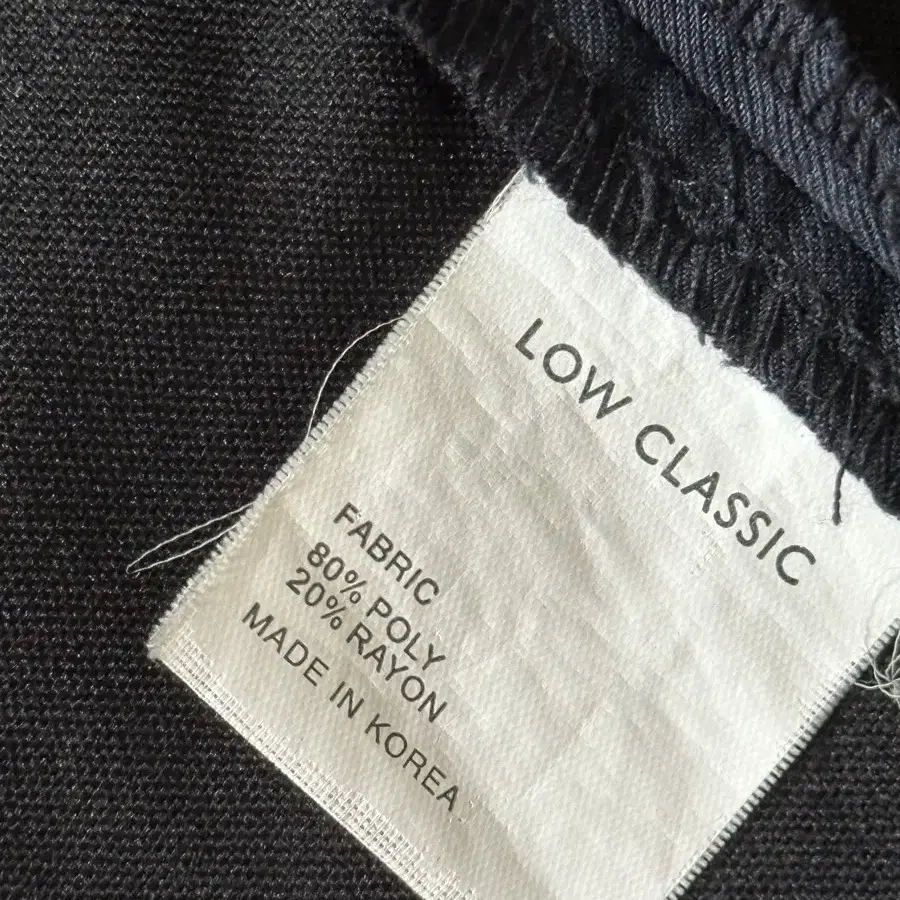 LOW CLASSIC
FABRIC
80% POLY
20% RAYON
MADE IN KOREA